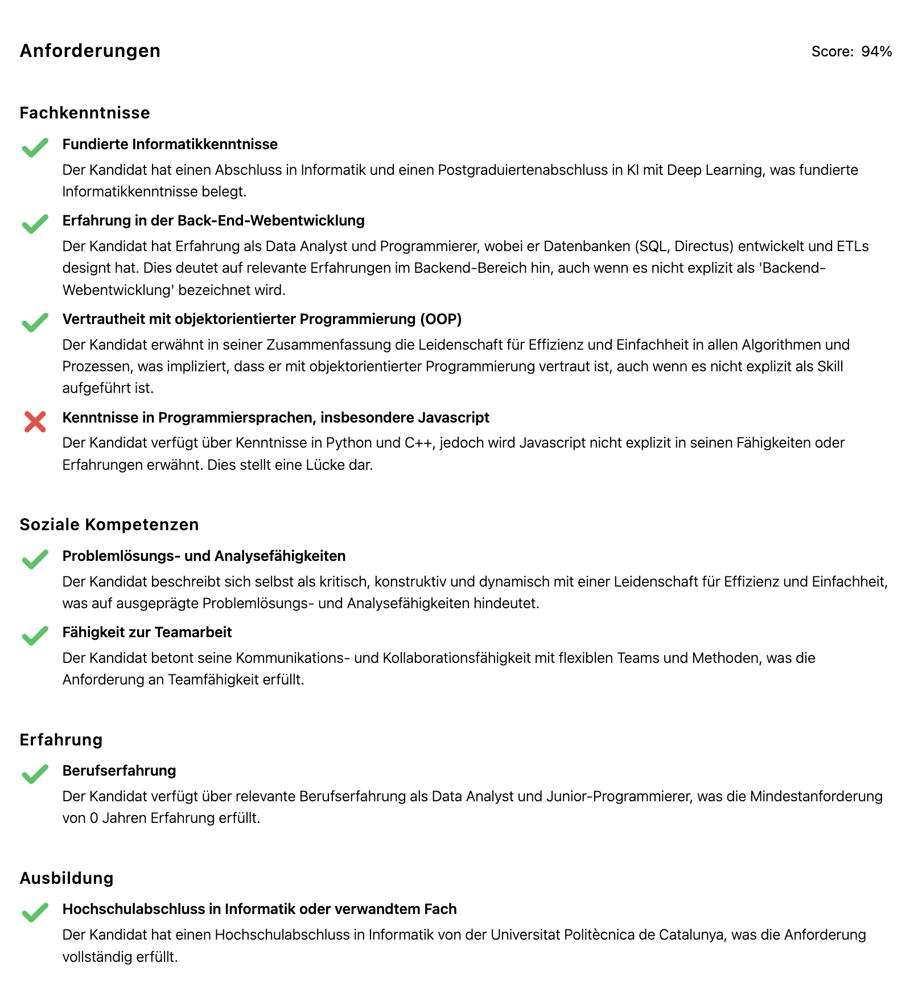 Anforderungen
Score: 94%
Fachkenntnisse
Fundierte Informatikkenntnisse
Der Kandidat hat einen Abschluss in Informatik und einen Postgraduiertenabschluss in KI mit Deep Learning, was fundierte
Informatikkenntnisse belegt.
Erfahrung in der Back-End-Webentwicklung
Der Kandidat hat Erfahrung als Data Analyst und Programmierer, wobei er Datenbanken (SQL, Directus) entwickelt und ETLs
designt hat. Dies deutet auf relevante Erfahrungen im Backend-Bereich hin, auch wenn es nicht explizit als 'Backend-
Webentwicklung' bezeichnet wird.
Vertrautheit mit objektorientierter Programmierung (OOP)
Der Kandidat erwähnt in seiner Zusammenfassung die Leidenschaft für Effizienz und Einfachheit in allen Algorithmen und
Prozessen, was impliziert, dass er mit objektorientierter Programmierung vertraut ist, auch wenn es nicht explizit als Skill
aufgeführt ist.
Kenntnisse in Programmiersprachen, insbesondere Javascript
Der Kandidat verfügt über Kenntnisse in Python und C++, jedoch wird Javascript nicht explizit in seinen Fähigkeiten oder
Erfahrungen erwähnt. Dies stellt eine Lücke dar.
Soziale Kompetenzen
Problemlösungs- und Analysefähigkeiten
Der Kandidat beschreibt sich selbst als kritisch, konstruktiv und dynamisch mit einer Leidenschaft für Effizienz und Einfachheit,
was auf ausgeprägte Problemlösungs- und Analysefähigkeiten hindeutet.
Fähigkeit zur Teamarbeit
Der Kandidat betont seine Kommunikations- und Kollaborationsfähigkeit mit flexiblen Teams und Methoden, was die
Anforderung an Teamfähigkeit erfüllt.
Erfahrung
Berufserfahrung
Der Kandidat verfügt über relevante Berufserfahrung als Data Analyst und Junior-Programmierer, was die Mindestanforderung
von 0 Jahren Erfahrung erfüllt.
Ausbildung
Hochschulabschluss in Informatik oder verwandtem Fach
Der Kandidat hat einen Hochschulabschluss in Informatik von der Universitat Politècnica de Catalunya, was die Anforderung
vollständig erfüllt.